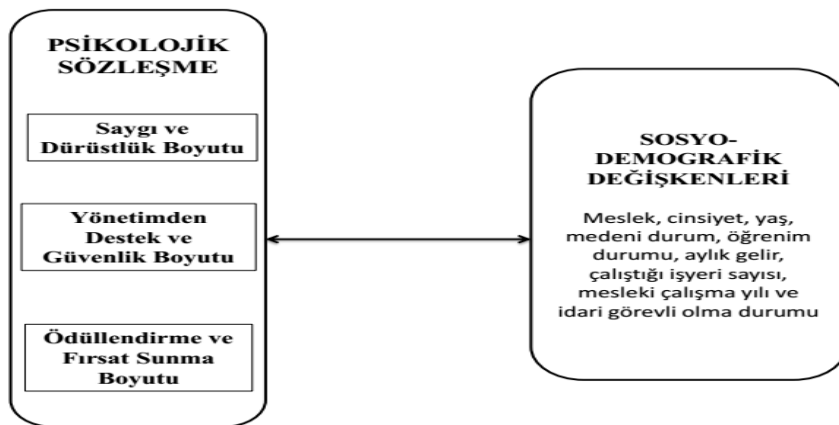 PSİKOLOJİK
SÖZLEŞME
Saygı ve
Dürüstlük Boyutu
Yönetimden
Destek ve
Güvenlik Boyutu
Ödüllendirme ve
Fırsat Sunma
Boyutu
SOSYO-
DEMOGRAFİK
DEĞİŞKENLERİ
Meslek, cinsiyet, yaş,
medeni durum, öğrenim
durumu, aylık gelir,
çalıştığı işyeri sayısı,
mesleki çalışma yılı ve
idari görevli olma durumu